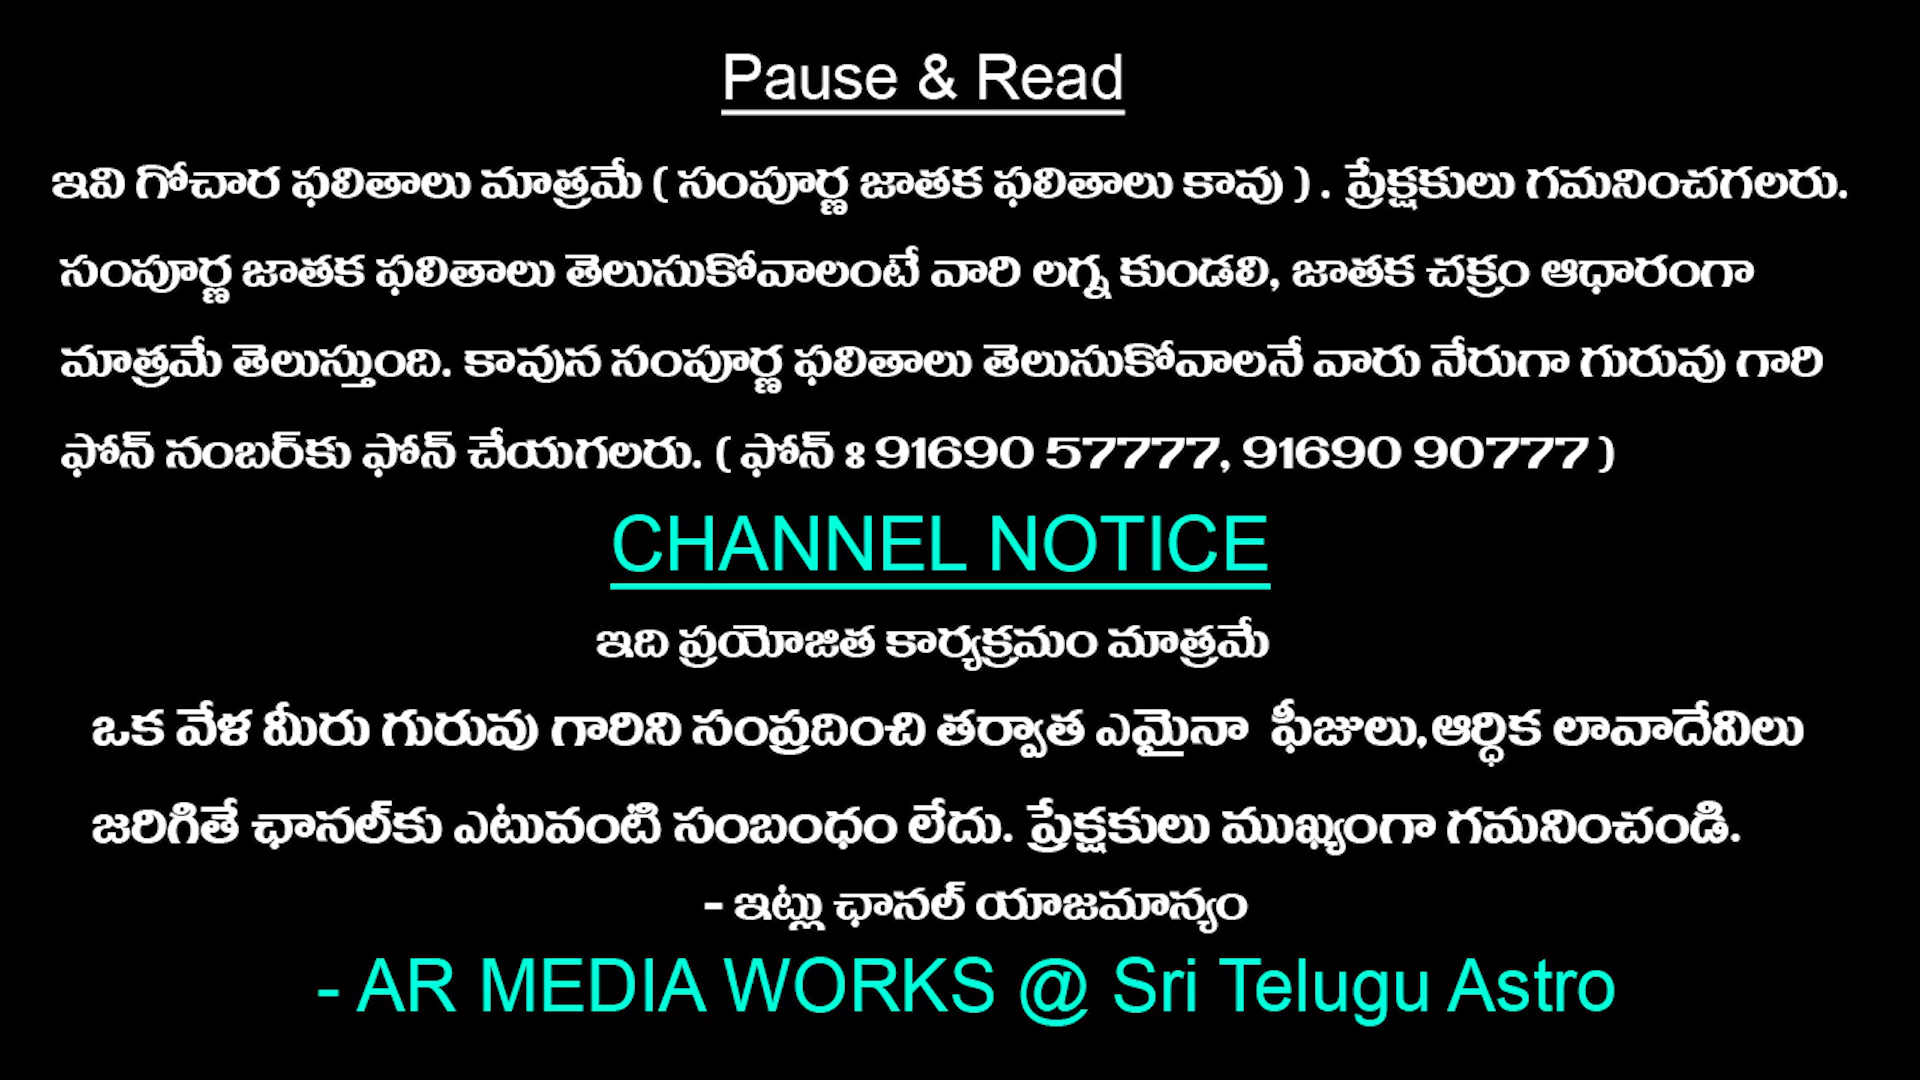 Pause & Read
ఇవి గోచార ఫలితాలు మాత్రమే ( సంపూర్ణ జాతక ఫలితాలు కావు ) . ప్రేక్షకులు గమనించగలరు.
సంపూర్ణ జాతక ఫలితాలు తెలుసుకోవాలంటే వారి లగ్న కుండలి, జాతక చక్రం ఆధారంగా
మాత్రమే తెలుస్తుంది. కావున సంపూర్ణ ఫలితాలు తెలుసుకోవాలనే వారు నేరుగా గురువు గారి
ఫోన్ నంబర్‌కు ఫోన్ చేయగలరు. ( ఫోన్ ః 91690 57777, 91690 90777 )
CHANNEL NOTICE
ఇది ప్రయోజిత కార్యక్రమం మాత్రమే
ఒక వేళ మీరు గురువు గారిని సంప్రదించి తర్వాత ఎమైనా ఫీజులు,ఆర్ధిక లావాదేవిలు
జరిగితే ఛానల్‌కు ఎటువంటి సంబంధం లేదు. ప్రేక్షకులు ముఖ్యంగా గమనించండి.
- ఇట్లు ఛానల్ యాజమాన్యం
- AR MEDIA WORKS @ Sri Telugu Astro